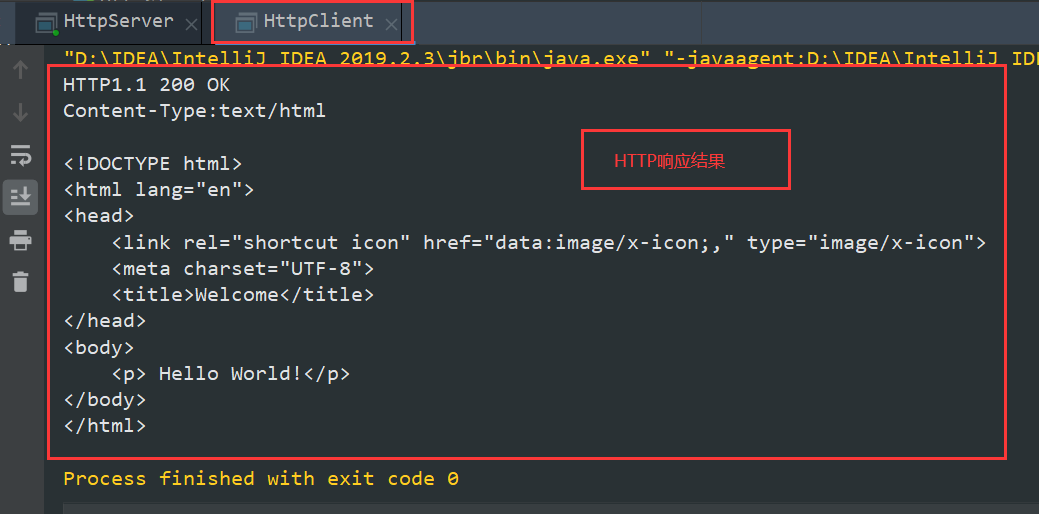 HttpServer
HttpClient
"D:\IDEA\IntelliJ IDEA 2019.2.3\jbr\bin\java.exe" "-javaagent:D:\IDEA\IntelliJ IDE
HTTP1.1 200 OK
Content-Type:text/html
HTTP响应结果
<!DOCTYPE html>
<html lang="en">
<head>
    <link rel="shortcut icon" href="data:image/x-icon;," type="image/x-icon">
    <meta charset="UTF-8">
    <title>Welcome</title>
</head>
<body>
    <p> Hello World!</p>
</body>
</html>
Process finished with exit code 0